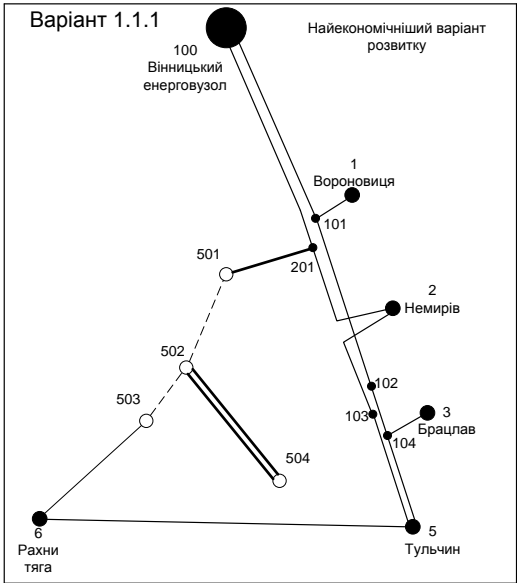 Варіант 1.1.1
Найекономічніший варіант
розвитку
100
Вінницький
енерговузол
1
Вороновиця
101
201
501
2
Немирів
502
102
503
103
3
Брацлав
104
504
6
Рахни
тяга
5
Тульчин